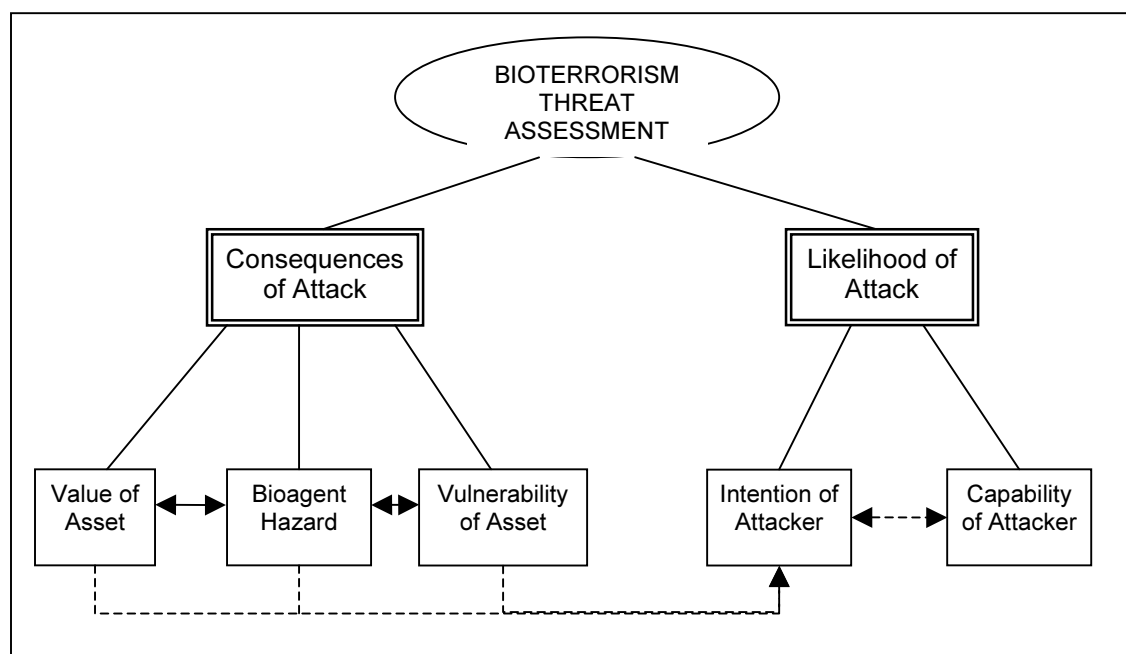 BIOTERRORISM
THREAT
ASSESSMENT
Consequences
of Attack
Likelihood of
Attack
Value of
Asset
Bioagent
Hazard
Vulnerability
of Asset
Intention of
Attacker
Capability
of Attacker